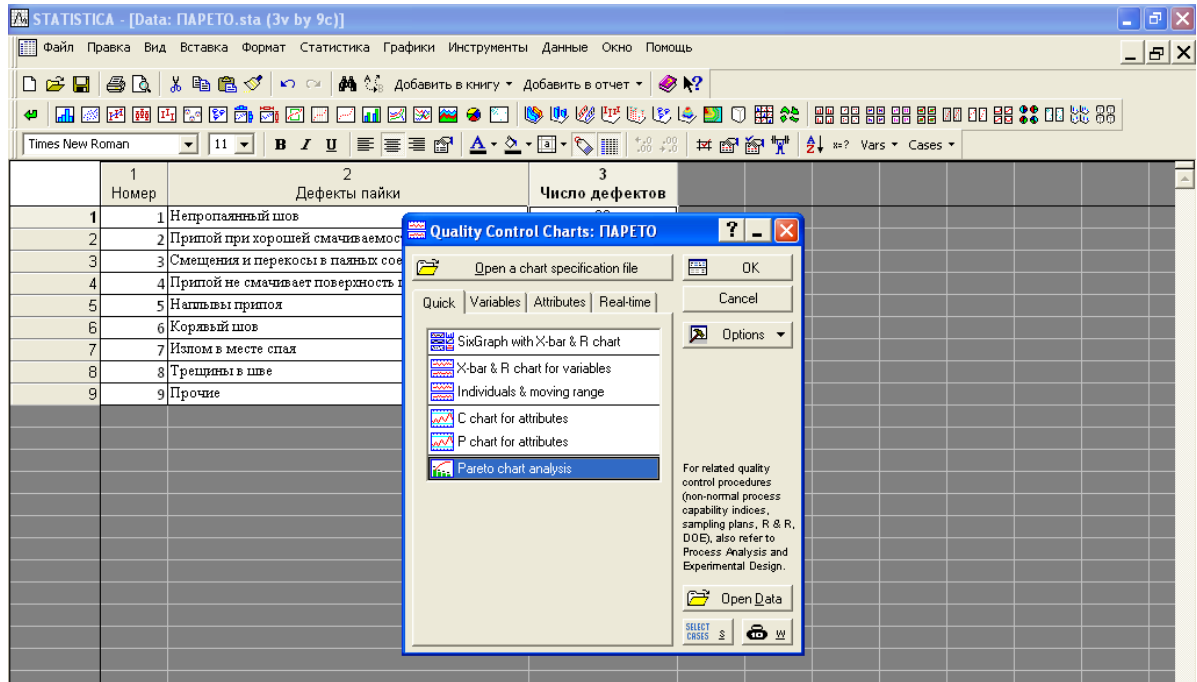 STATISTICA - [Data: ПАРЕТО.sta (3v by 9c)]
Файл Правка Вид Вставка Формат Статистика Графики Инструменты Данные Окно Помощь
Добавить в книгу Добавить в отчет
Times New Roman 11 B I U Vars Cases
1 2 3
Номер Дефекты пайки Число дефектов
1 1 Непропаянный шов
2 2 Припой при хорошей
3 3 Смещения и перекосы в паяных
4 4 Припой не смачивает поверхность
5 5 Наплывы припоя
6 6 Корявый шов
7 7 Излом в месте спая
8 8 Трещины в шве
9 9 Прочие
Quality Control Charts: ПАРЕТО
Open a chart specification file
OK
Cancel
Options
Quick Variables Attributes Real-time
SixGraph with X-bar & R chart
X-bar & R chart for variables
Individuals & moving range
C chart for attributes
P chart for attributes
Pareto chart analysis
For related quality
control procedures
(non-normal process
capability indices,
sampling plans, R & R,
DOE), also refer to
Process Analysis and
Experimental Design.
Open Data
SELECT
CASES S W